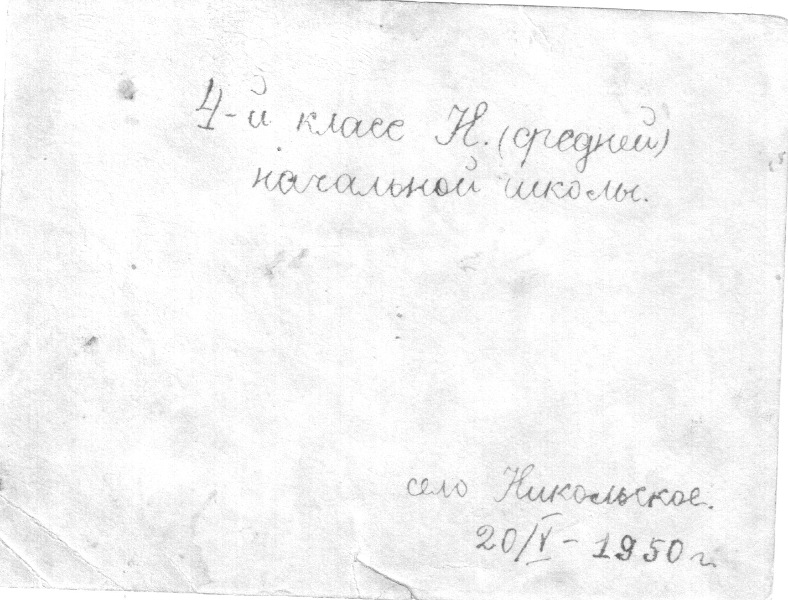 4-й класс Н. (средней)
начальной школы.
село Никольское.
20/V - 1950 г.